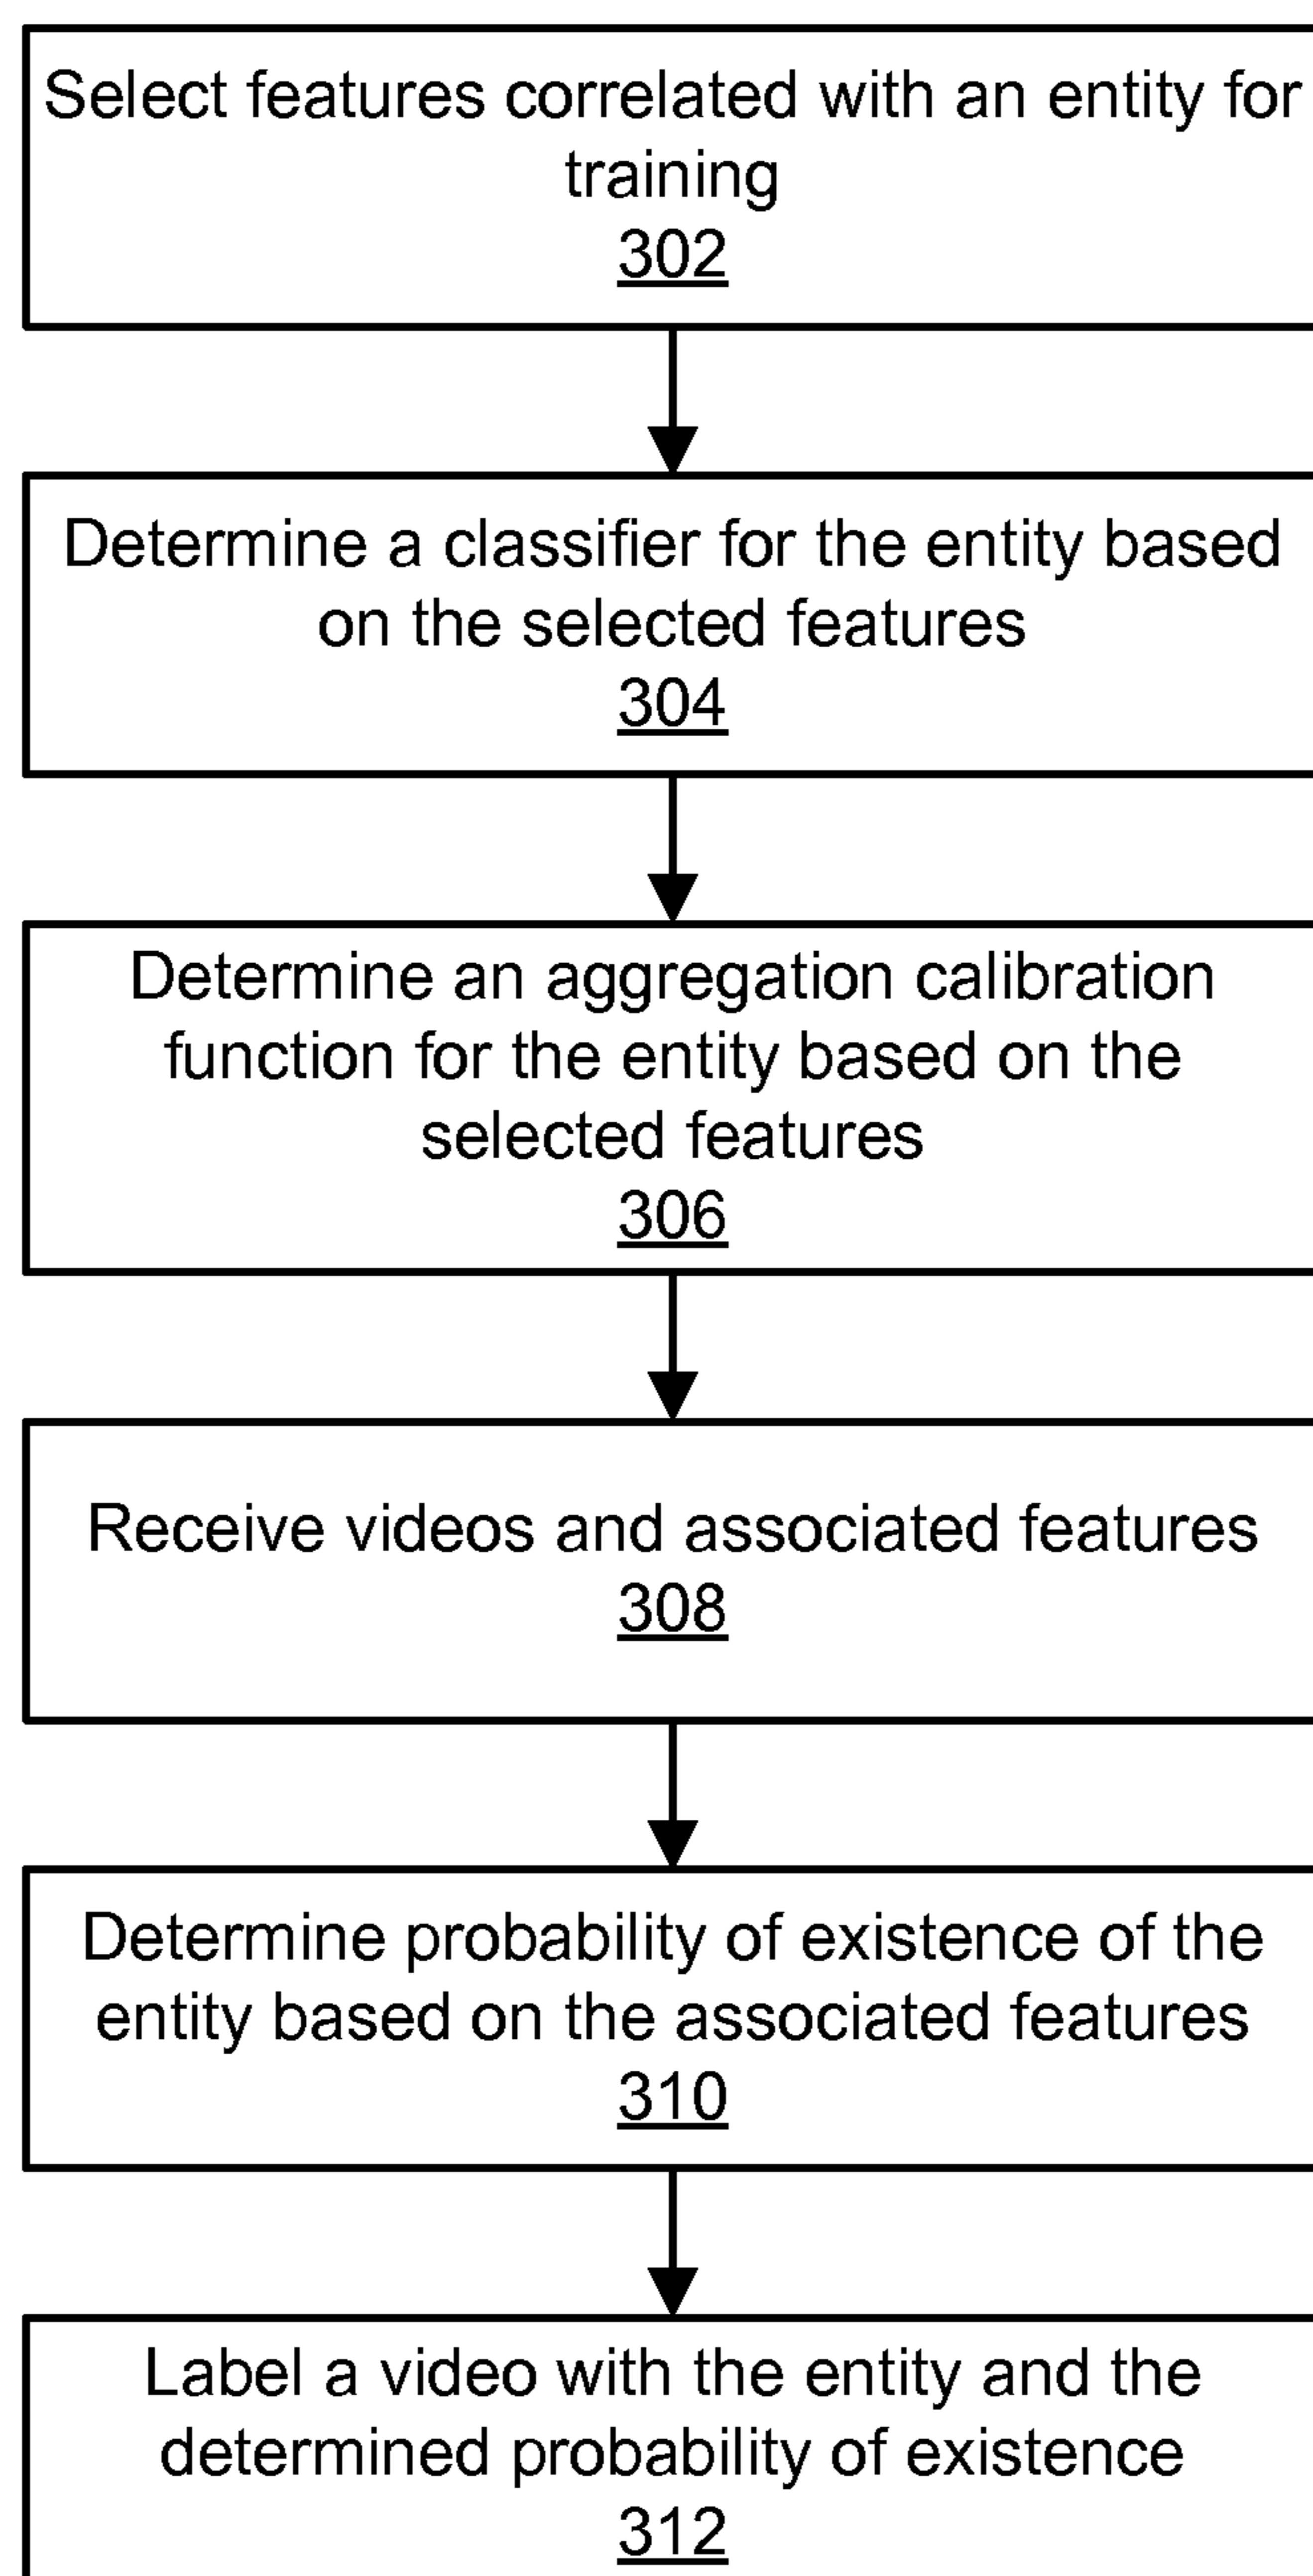 Select features correlated with an entity for
training
302
Determine a classifier for the entity based
on the selected features
304
Determine an aggregation calibration
function for the entity based on the
selected features
306
Receive videos and associated features
308
Determine probability of existence of the
entity based on the associated features
310
Label a video with the entity and the
determined probability of existence
312